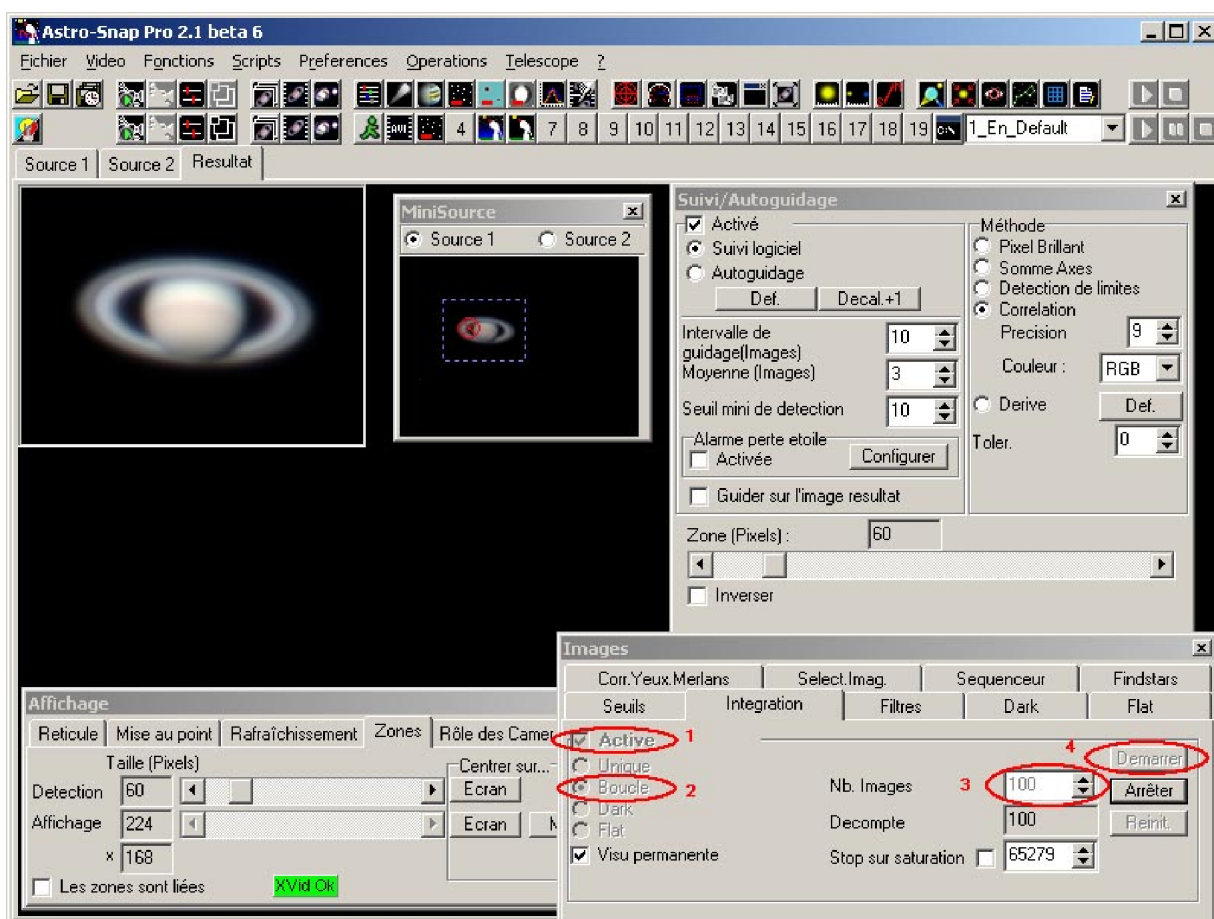 Astro-Snap Pro 2.1 beta 6
Fichier Video Fonctions Scripts Preferences Operations Telescope ?
4 7 8 9 10 11 12 13 14 15 16 17 18 19 1_En_Default
Source 1 Source 2 Resultat
MiniSource
Source 1 Source 2
Suivi/Autoguidage
Activé
Suivi logiciel
Autoguidage
Def. Decal.+1
Intervalle de guidage(Images) 10
Moyenne (Images) 3
Seuil mini de detection 10
Alarme perte etoile
Activée Configurer
Guider sur l'image resultat
Méthode
Pixel Brillant
Somme Axes
Detection de limites
Correlation
Precision 9
Couleur : RGB
Derive Def.
Toler. 0
Zone (Pixels) : 60
Inverser
Affichage
Reticule Mise au point Rafraîchissement Zones Rôle des Camer
Taille (Pixels) Centrer sur...
Detection 60 Ecran
Affichage 224 Ecran
× 168
Les zones sont liées XVid Ok
Images
Corr.Yeux.Merlans Select.Imag. Sequenceur Findstars
Seuils Integration Filtres Dark Flat
Active 1
Unique
Boucle 2
Dark
Flat
Visu permanente
4 Demarrer
Nb. Images 3 100 Arrêter
Decompte 100 Reinit.
Stop sur saturation 65279